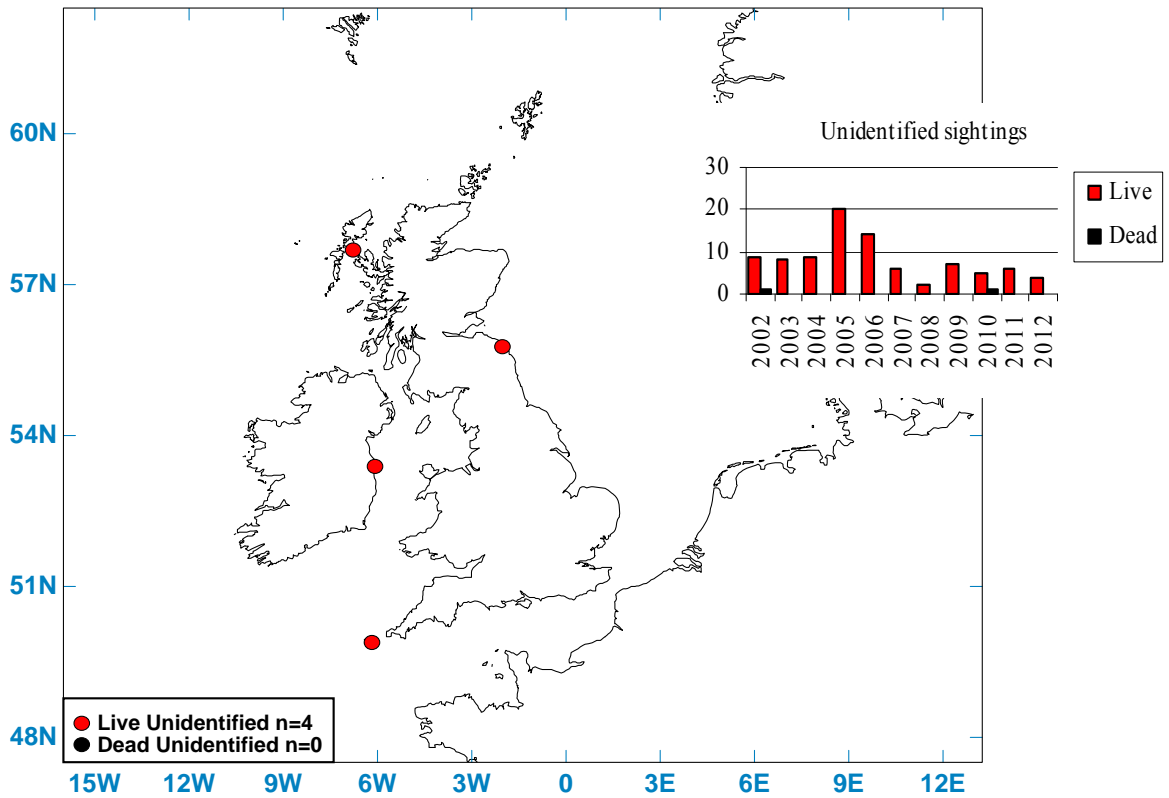 60N
57N
54N
51N
48N
15W 12W 9W 6W 3W 0 3E 6E 9E 12E
Unidentified sightings
30
20
10
0
2002 2003 2004 2005 2006 2007 2008 2009 2010 2011 2012
Live
Dead
Live Unidentified n=4
Dead Unidentified n=0